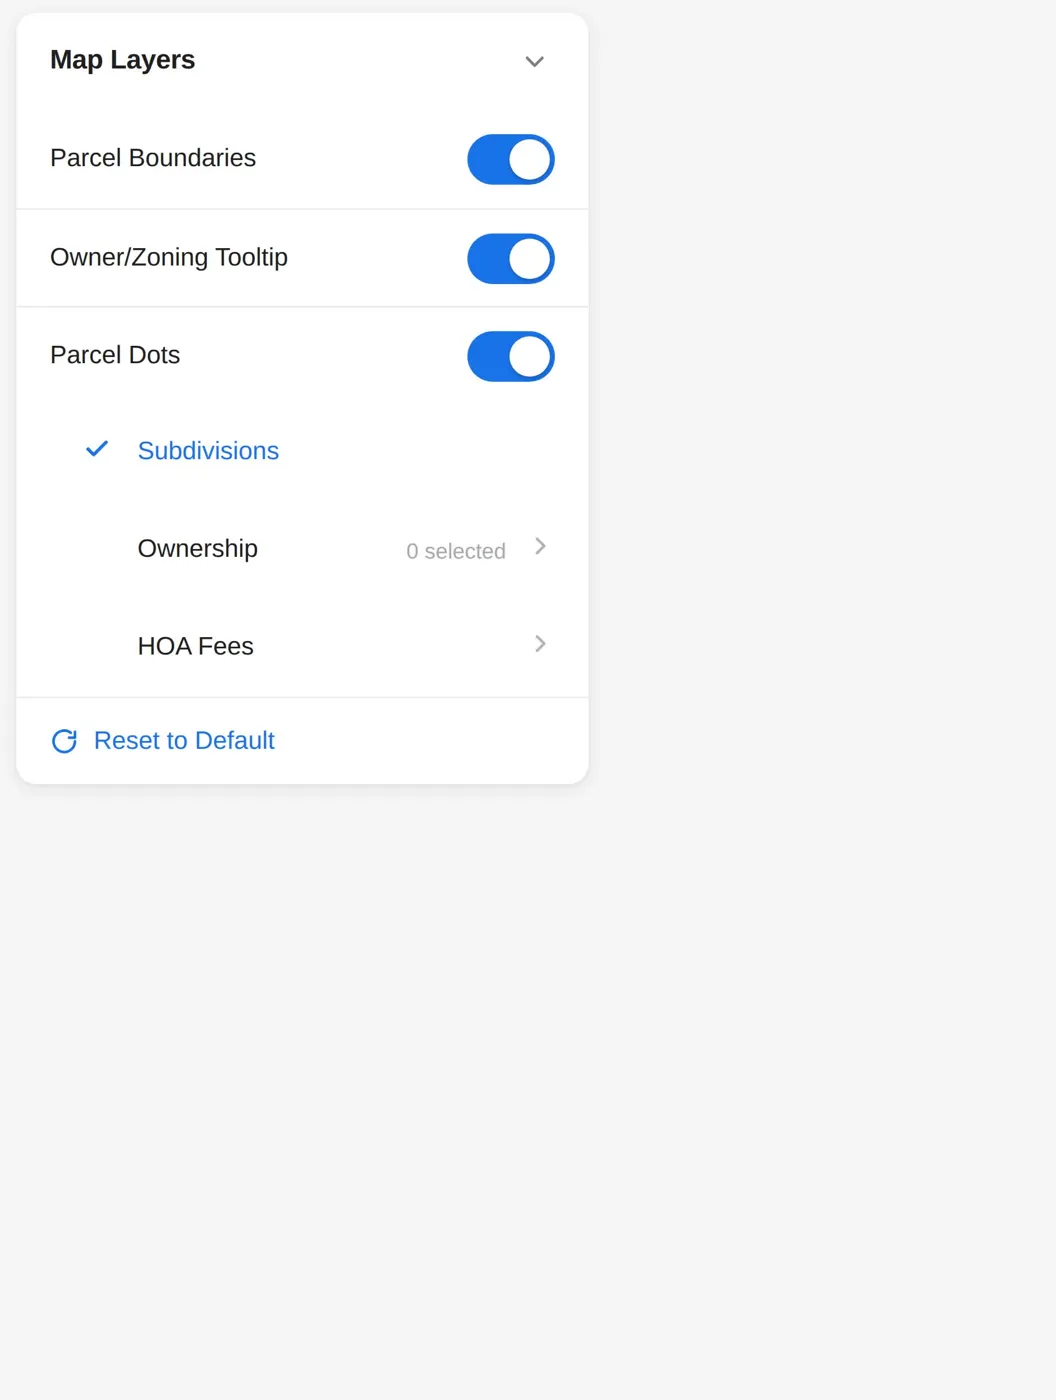 Map Layers
Parcel Boundaries
Owner/Zoning Tooltip
Parcel Dots
Subdivisions
Ownership 0 selected
HOA Fees
Reset to Default